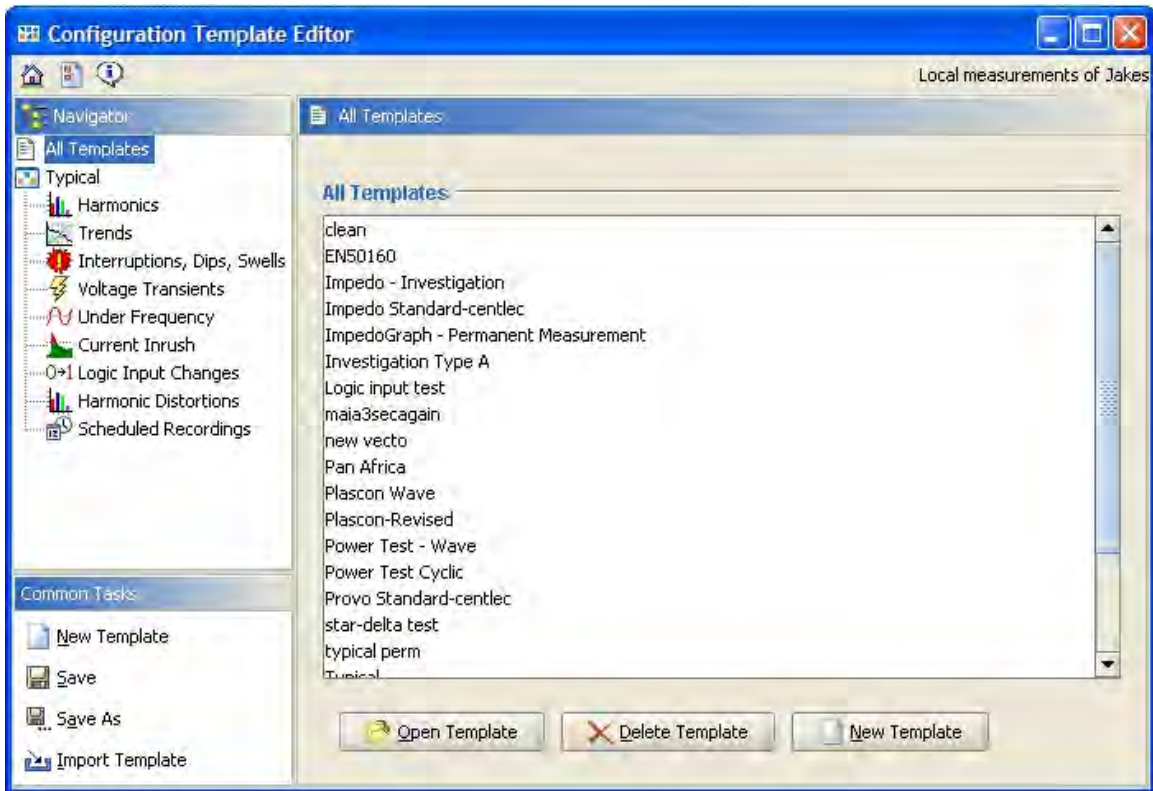 Configuration Template Editor
Local measurements of Jakes
Navigator
All Templates
Typical
Harmonics
Trends
Interruptions, Dips, Swells
Voltage Transients
Under Frequency
Current Inrush
0→1 Logic Input Changes
Harmonic Distortions
12 Scheduled Recordings
Common Tasks
New Template
Save
Save As
Import Template
All Templates
All Templates
clean
EN50160
Impedo - Investigation
Impedo Standard-centlec
ImpedoGraph - Permanent Measurement
Investigation Type A
Logic input test
maia3secagain
new vecto
Pan Africa
Plascon Wave
Plascon-Revised
Power Test - Wave
Power Test Cyclic
Provo Standard-centlec
star-delta test
typical perm
Typical
Open Template
Delete Template
New Template